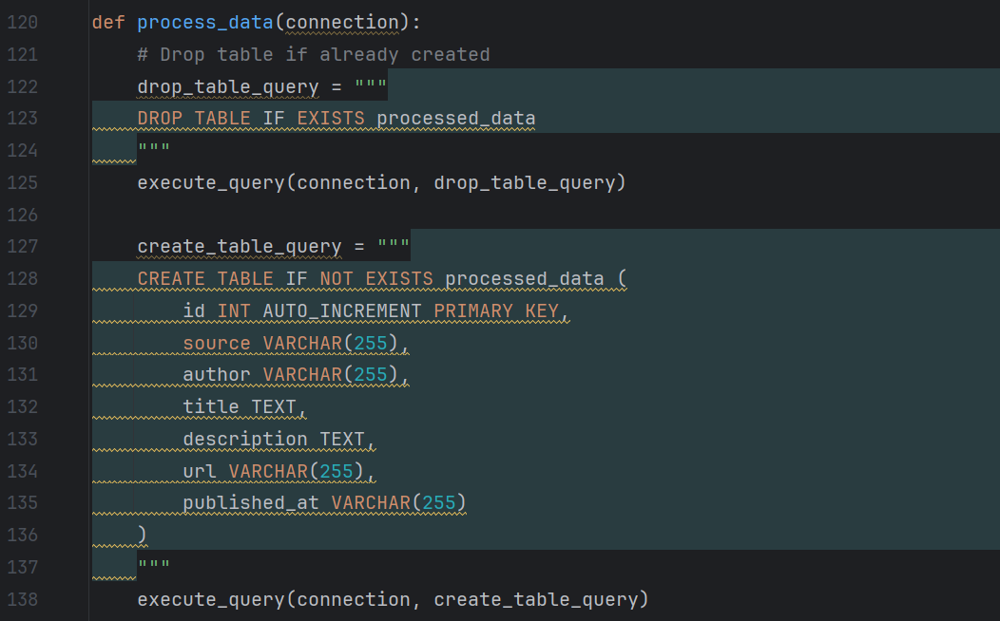 120 def process_data(connection):
121     # Drop table if already created
122     drop_table_query = """
123     DROP TABLE IF EXISTS processed_data
124     """
125     execute_query(connection, drop_table_query)
126
127     create_table_query = """
128     CREATE TABLE IF NOT EXISTS processed_data (
129         id INT AUTO_INCREMENT PRIMARY KEY,
130         source VARCHAR(255),
131         author VARCHAR(255),
132         title TEXT,
133         description TEXT,
134         url VARCHAR(255),
135         published_at VARCHAR(255)
136     )
137     """
138     execute_query(connection, create_table_query)